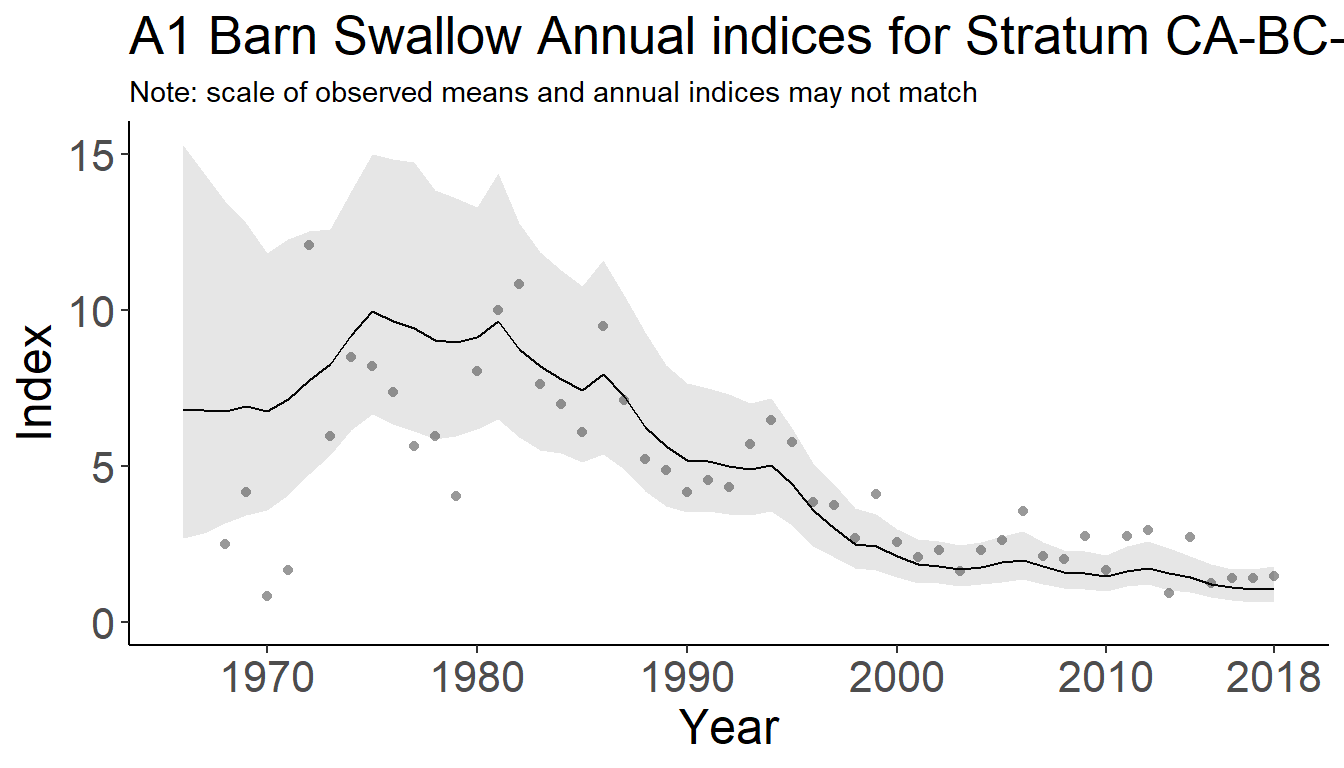 A1 Barn Swallow Annual indices for Stratum CA-BC-
Note: scale of observed means and annual indices may not match
15
10
5
0
Index
1970 1980 1990 2000 2010 2018
Year